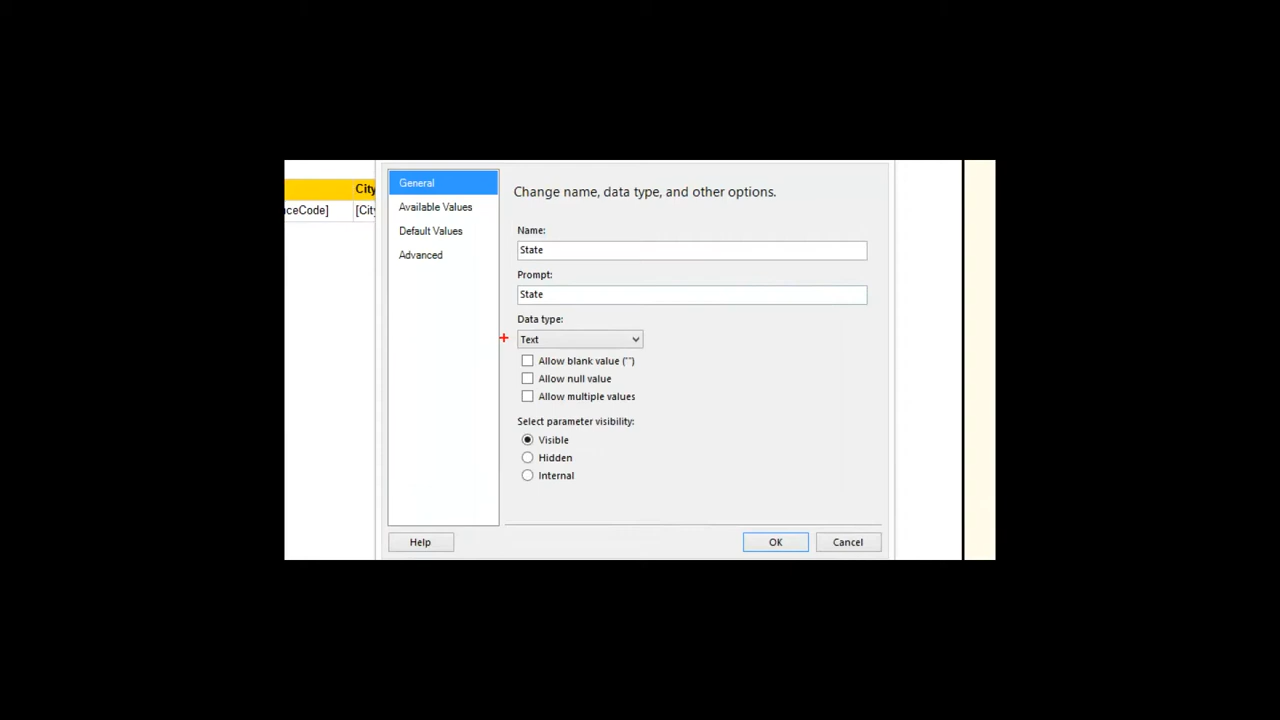 General
Available Values
Default Values
Advanced
City
nceCode]
[City
Change name, data type, and other options.
Name:
State
Prompt:
State
Data type:
Text
Allow blank value ("")
Allow null value
Allow multiple values
Select parameter visibility:
Visible
Hidden
Internal
Help
OK
Cancel